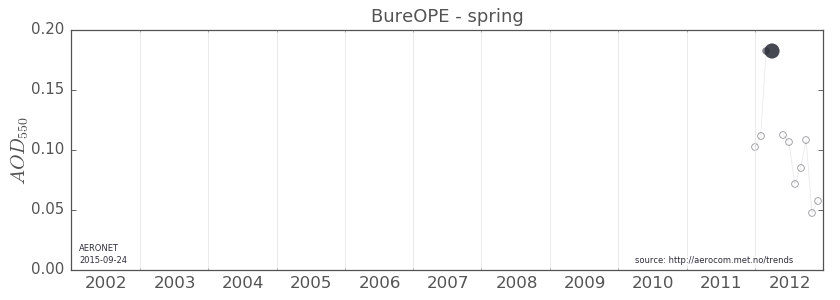 BureOPE - spring
0.20
0.15
0.10
0.05
0.00
AOD550
AERONET
2015-09-24
source: http://aerocom.met.no/trends
2002 2003 2004 2005 2006 2007 2008 2009 2010 2011 2012